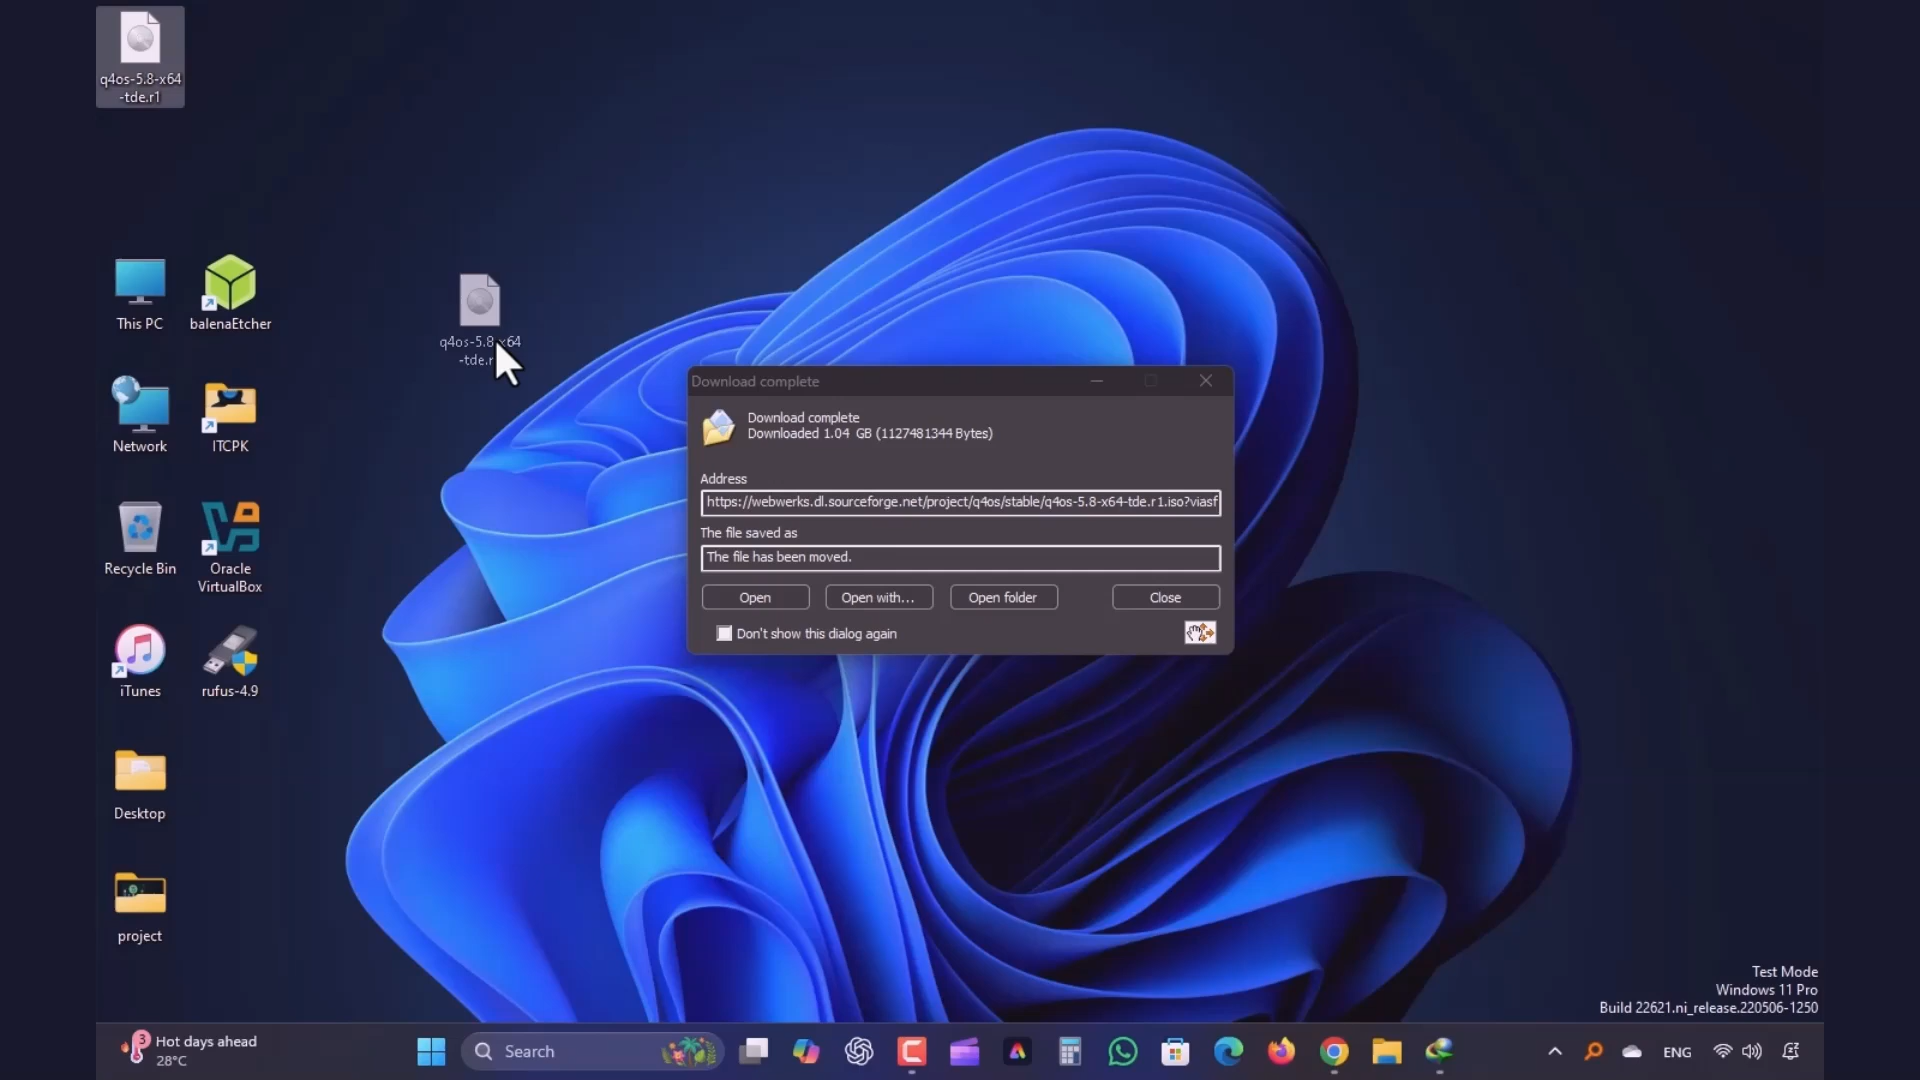 q4os-5.8-x64
-tde.r1
This PC
balenaEtcher
q4os-5.8-x64
-tde.r
Network
ITCPK
Recycle Bin
Oracle
VirtualBox
iTunes
rufus-4.9
Desktop
project
Download complete
Download complete
Downloaded 1.04 GB (1127481344 Bytes)
Address
https://webwerks.dl.sourceforge.net/project/q4os/stable/q4os-5.8-x64-tde.r1.iso?viasf
The file saved as
The file has been moved.
Open
Open with...
Open folder
Close
Don't show this dialog again
Test Mode
Windows 11 Pro
Build 22621.ni_release.220506-1250
3
Hot days ahead
28°C
Search
ENG